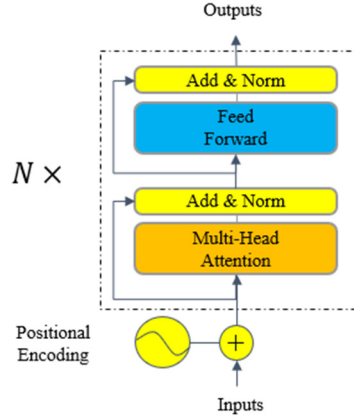 Outputs
Add & Norm
Feed
Forward
N ×
Add & Norm
Multi-Head
Attention
Positional
Encoding
+
Inputs